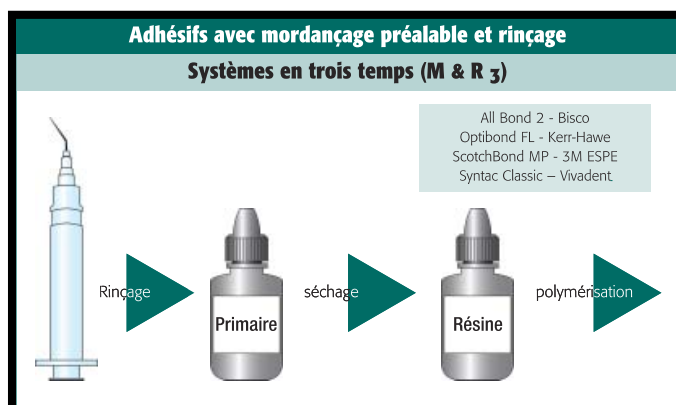 Adhésifs avec mordançage préalable et rinçage
Systèmes en trois temps (M & R 3)
All Bond 2 - Bisco
Optibond FL - Kerr-Hawe
ScotchBond MP - 3M ESPE
Syntac Classic – Vivadent
Rinçage
Primaire
séchage
Résine
polymérisation